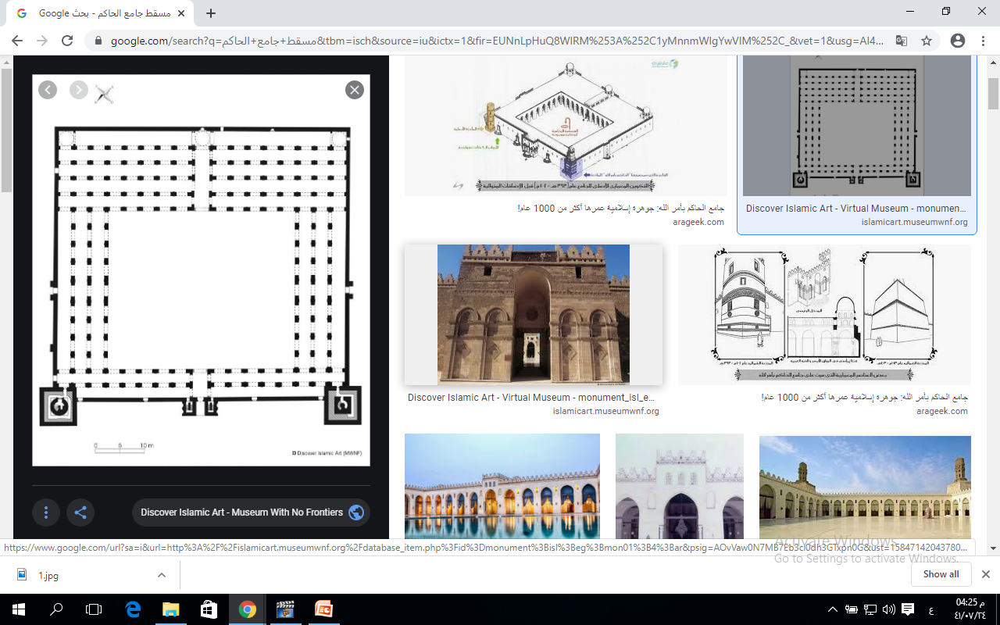 مسقط جامع الحاكم - بحث Google
google.com/search?q=مسقط+جامع+الحاكم&tbm=isch&source=iu&ictx=1&fir=EUNnLpHuQ8WIRM%253A%252C1yMnnmWIgYwVlM%252C_&vet=1&usg=AI4...
0 5 10 m
© Discover Islamic Art (MWNF)
Discover Islamic Art - Museum With No Frontiers
جامع الحاكم بأمر الله: جوهرة إسلامية عمرها أكثر من 1000 عام!
arageek.com
Discover Islamic Art - Virtual Museum - monumen...
islamicart.museumwnf.org
Discover Islamic Art - Virtual Museum - monument_isl_e...
islamicart.museumwnf.org
جامع الحاكم بأمر الله: جوهرة إسلامية عمرها أكثر من 1000 عام!
arageek.com
Activate Windows
Go to Settings to activate Windows.
https://www.google.com/url?sa=i&url=http%3A%2F%2Fislamicart.museumwnf.org%2Fdatabase_item.php%3Fid%3Dmonument%3Bisl%3Beg%3Bmon01%3B4%3Bar&psig=AOvVaw0N7MB7Eb3cl0dh3G1xpn0G&ust=15847142043780...
1.jpg
Show all
ع
04:25 م
٤١/٠٧/٢٤